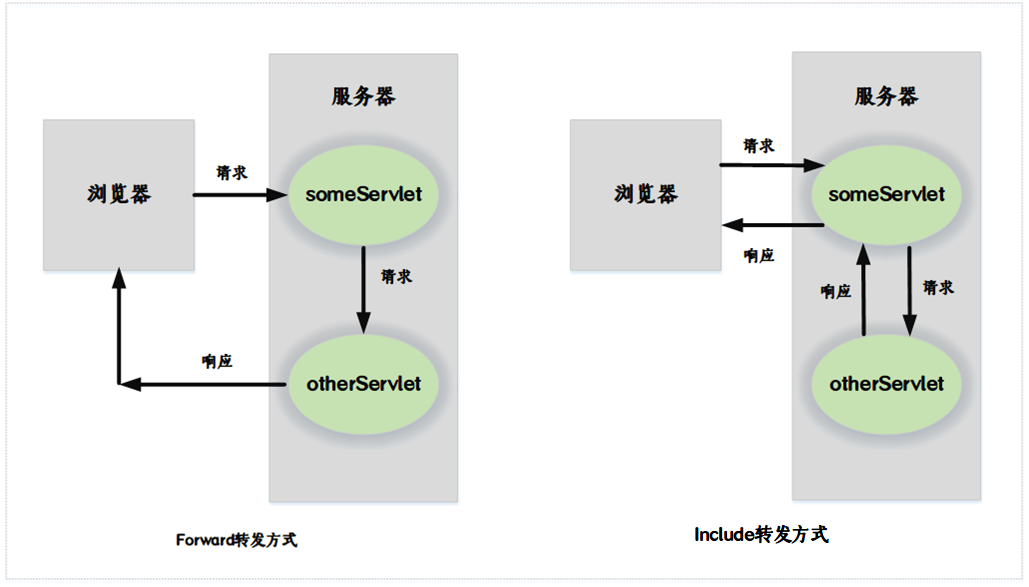 服务器
浏览器
请求
someServlet
请求
响应
otherServlet
Forward转发方式
服务器
浏览器
请求
someServlet
响应
响应
请求
otherServlet
Include转发方式